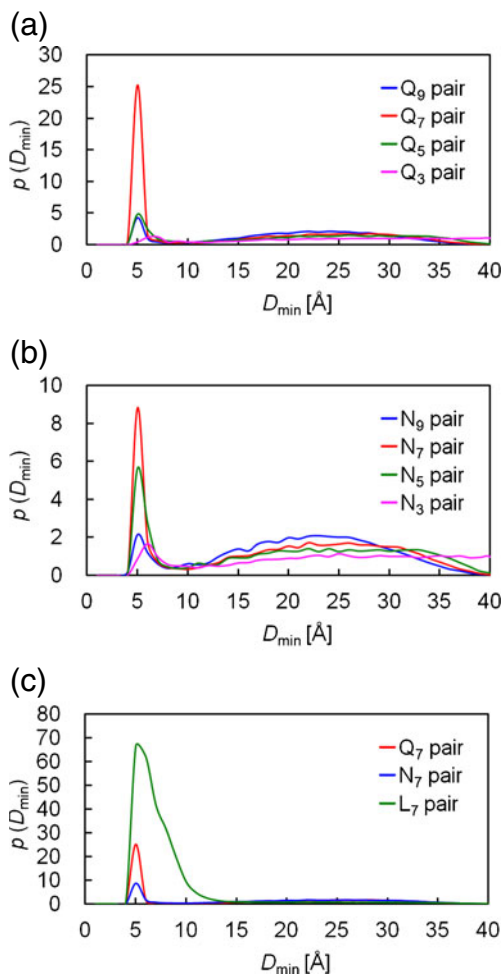 (a)
p (Dmin)
30
25
20
15
10
5
0
Q9 pair
Q7 pair
Q5 pair
Q3 pair
0 5 10 15 20 25 30 35 40
Dmin [Å]
(b)
p (Dmin)
10
8
6
4
2
0
N9 pair
N7 pair
N5 pair
N3 pair
0 5 10 15 20 25 30 35 40
Dmin [Å]
(c)
p (Dmin)
80
70
60
50
40
30
20
10
0
Q7 pair
N7 pair
L7 pair
0 5 10 15 20 25 30 35 40
Dmin [Å]